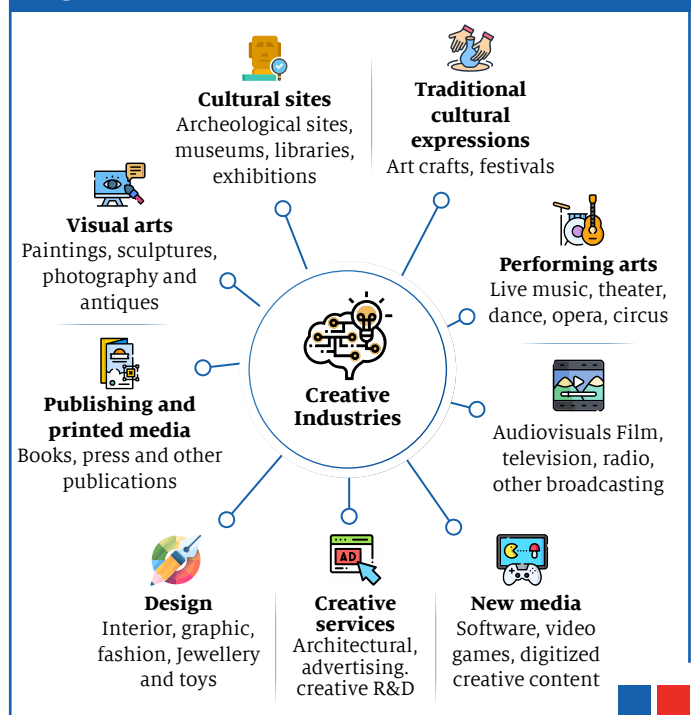 Cultural sites
Archeological sites,
museums, libraries,
exhibitions
Traditional
cultural
expressions
Art crafts, festivals
Visual arts
Paintings, sculptures,
photography and
antiques
Performing arts
Live music, theater,
dance, opera, circus
Creative
Industries
Publishing and
printed media
Books, press and other
publications
Audiovisuals Film,
television, radio,
other broadcasting
Design
Interior, graphic,
fashion, Jewellery
and toys
AD
Creative
services
Architectural,
advertising.
creative R&D
New media
Software, video
games, digitized
creative content